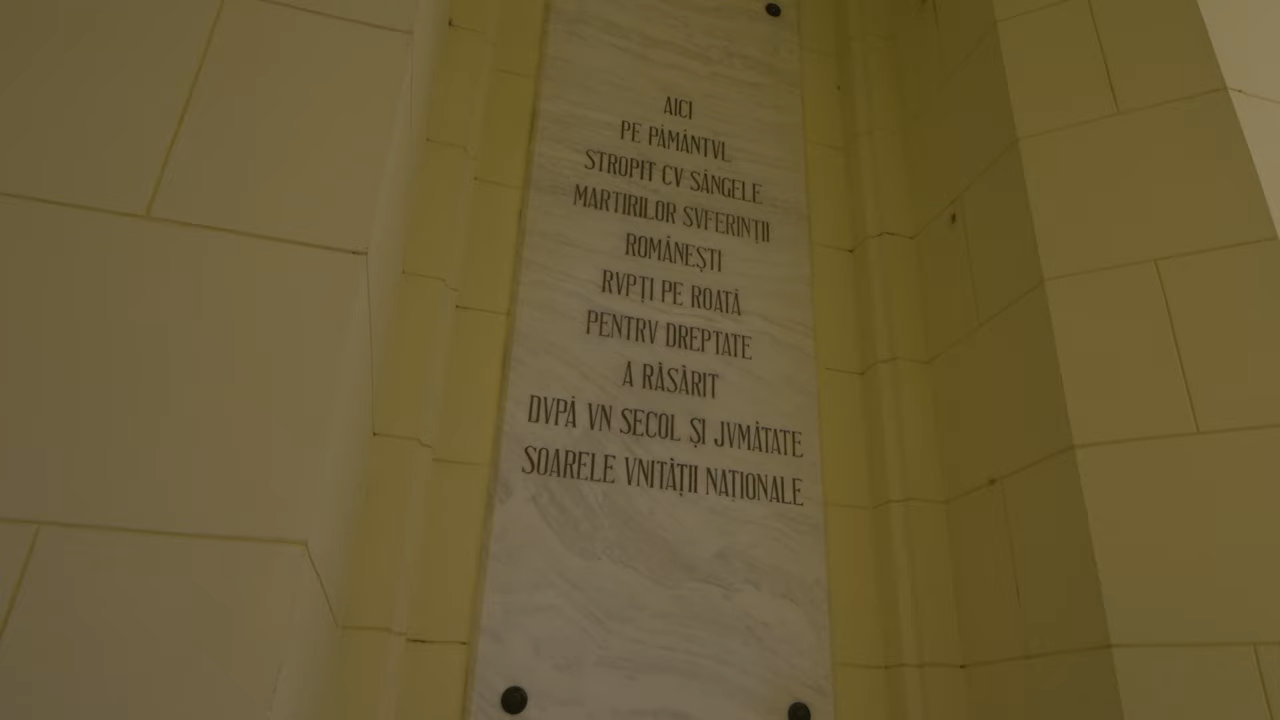 AICI
PE PĂMÂNTVL
STROPIT CV SÂNGELE
MARTIRILOR SVFERINȚII
ROMÂNEȘTI
RVPȚI PE ROATĂ
PENTRV DREPTATE
A RĂSĂRIT
DVPĂ VN SECOL ȘI JVMĂTATE
SOARELE VNITĂȚII NAȚIONALE